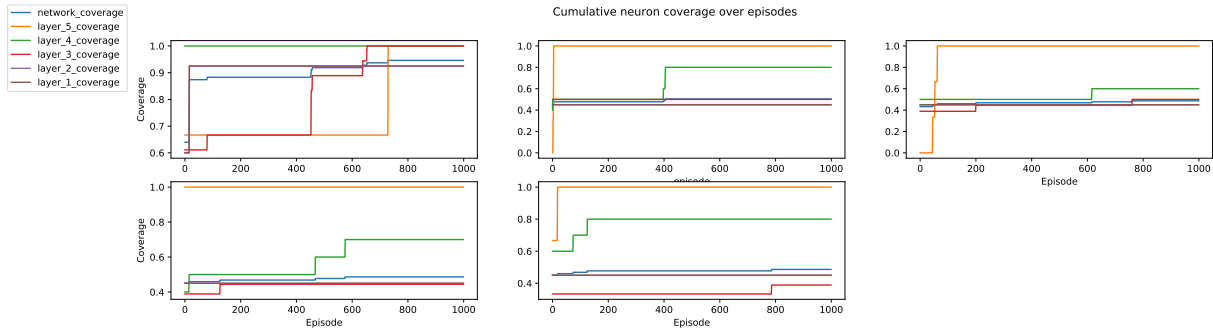 Cumulative neuron coverage over episodes
network_coverage
layer_5_coverage
layer_4_coverage
layer_3_coverage
layer_2_coverage
layer_1_coverage
Coverage
1.0
0.9
0.8
0.7
0.6
0 200 400 600 800 1000
1.0
0.8
0.6
0.4
0.2
0.0
0 200 400 600 800 1000
episode
1.0
0.8
0.6
0.4
0.2
0.0
0 200 400 600 800 1000
Episode
Coverage
1.0
0.8
0.6
0.4
0 200 400 600 800 1000
Episode
1.0
0.8
0.6
0.4
0 200 400 600 800 1000
Episode